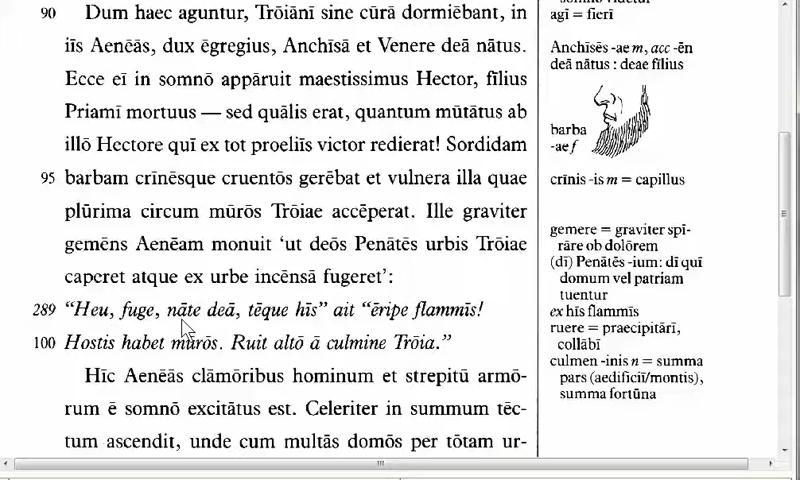 90 Dum haec aguntur, Trōiānī sine cūrā dormiēbant, in
iīs Aenēās, dux ēgregius, Anchīsā et Venere deā nātus.
Ecce eī in somnō appāruit maestissimus Hector, fīlius
Priamī mortuus — sed quālis erat, quantum mūtātus ab
illō Hectore quī ex tot proeliīs victor redierat! Sordidam
95 barbam crīnēsque cruentōs gerēbat et vulnera illa quae
plūrima circum mūrōs Trōiae accēperat. Ille graviter
gemēns Aenēam monuit ‘ut deōs Penātēs urbis Trōiae
caperet atque ex urbe incēnsā fugeret’:
289 “Heu, fuge, nāte deā, tēque hīs” ait “ēripe flammīs!
100 Hostis habet mūrōs. Ruit altō ā culmine Trōia.”
Hīc Aenēās clāmōribus hominum et strepitū armō-
rum ē somnō excitātus est. Celeriter in summum tēc-
tum ascendit, unde cum multās domōs per tōtam ur-
agī = fierī
Anchīsēs -ae m, acc -ēn
deā nātus : deae fīlius
barba
-ae f
crīnis -is m = capillus
gemere = graviter spī-
rāre ob dolōrem
(dī) Penātēs -ium: dī quī
domum vel patriam
tuentur
ex hīs flammīs
ruere = praecipitārī,
collābī
culmen -inis n = summa
pars (aedificiī/montis),
summa fortūna